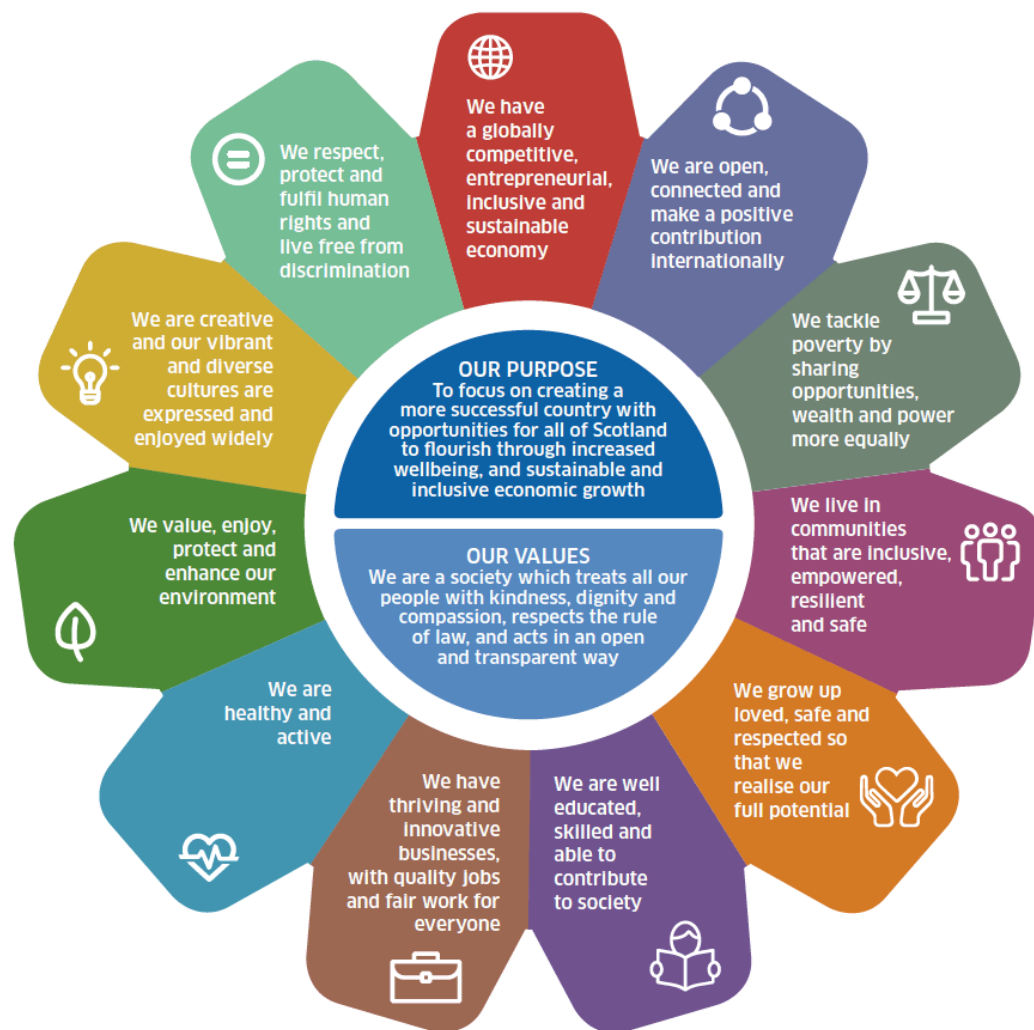 We have
a globally
competitive,
entrepreneurial,
inclusive and
sustainable
economy
We are open,
connected and
make a positive
contribution
internationally
We tackle
poverty by
sharing
opportunities,
wealth and power
more equally
We live in
communities
that are inclusive,
empowered,
resilient
and safe
We grow up
loved, safe and
respected so
that we
realise our
full potential
We are well
educated,
skilled and
able to
contribute
to society
We have
thriving and
innovative
businesses,
with quality jobs
and fair work for
everyone
We are
healthy and
active
We value, enjoy,
protect and
enhance our
environment
We are creative
and our vibrant
and diverse
cultures are
expressed and
enjoyed widely
We respect,
protect and
fulfil human
rights and
live free from
discrimination
OUR PURPOSE
To focus on creating a
more successful country with
opportunities for all of Scotland
to flourish through increased
wellbeing, and sustainable and
inclusive economic growth
OUR VALUES
We are a society which treats all our
people with kindness, dignity and
compassion, respects the rule
of law, and acts in an open
and transparent way